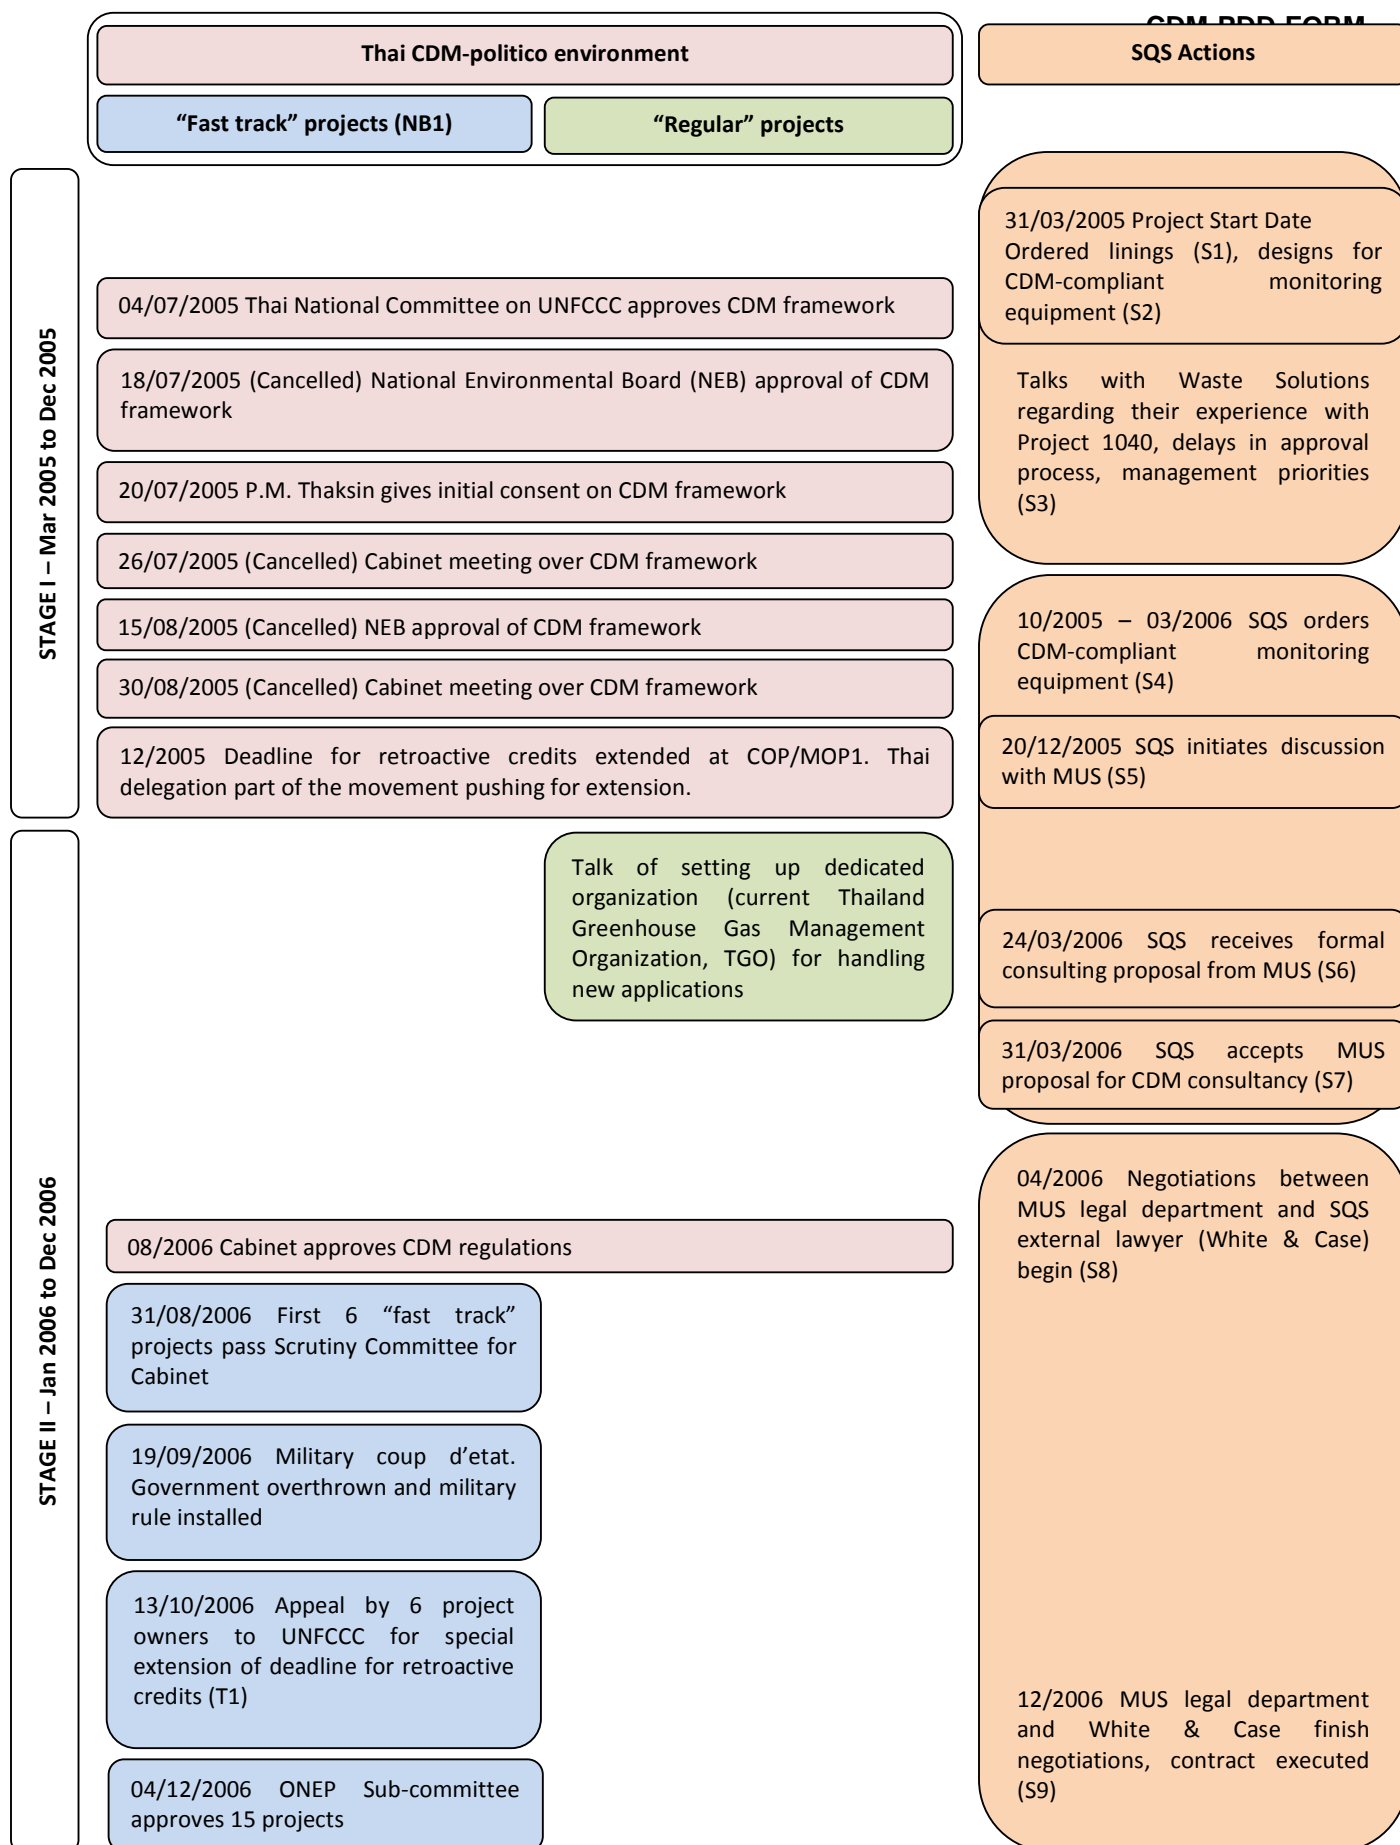 CDM-PDD-FORM
Thai CDM-politico environment
SQS Actions
“Fast track” projects (NB1)
“Regular” projects
STAGE I – Mar 2005 to Dec 2005
04/07/2005 Thai National Committee on UNFCCC approves CDM framework
18/07/2005 (Cancelled) National Environmental Board (NEB) approval of CDM
framework
20/07/2005 P.M. Thaksin gives initial consent on CDM framework
26/07/2005 (Cancelled) Cabinet meeting over CDM framework
15/08/2005 (Cancelled) NEB approval of CDM framework
30/08/2005 (Cancelled) Cabinet meeting over CDM framework
12/2005 Deadline for retroactive credits extended at COP/MOP1. Thai
delegation part of the movement pushing for extension.
31/03/2005 Project Start Date
Ordered linings (S1), designs for
CDM-compliant monitoring
equipment (S2)
Talks with Waste Solutions
regarding their experience with
Project 1040, delays in approval
process, management priorities
(S3)
10/2005 – 03/2006 SQS orders
CDM-compliant monitoring
equipment (S4)
20/12/2005 SQS initiates discussion
with MUS (S5)
STAGE II – Jan 2006 to Dec 2006
Talk of setting up dedicated
organization (current Thailand
Greenhouse Gas Management
Organization, TGO) for handling
new applications
24/03/2006 SQS receives formal
consulting proposal from MUS (S6)
31/03/2006 SQS accepts MUS
proposal for CDM consultancy (S7)
08/2006 Cabinet approves CDM regulations
31/08/2006 First 6 “fast track”
projects pass Scrutiny Committee for
Cabinet
19/09/2006 Military coup d’etat.
Government overthrown and military
rule installed
13/10/2006 Appeal by 6 project
owners to UNFCCC for special
extension of deadline for retroactive
credits (T1)
04/12/2006 ONEP Sub-committee
approves 15 projects
04/2006 Negotiations between
MUS legal department and SQS
external lawyer (White & Case)
begin (S8)
12/2006 MUS legal department
and White & Case finish
negotiations, contract executed
(S9)